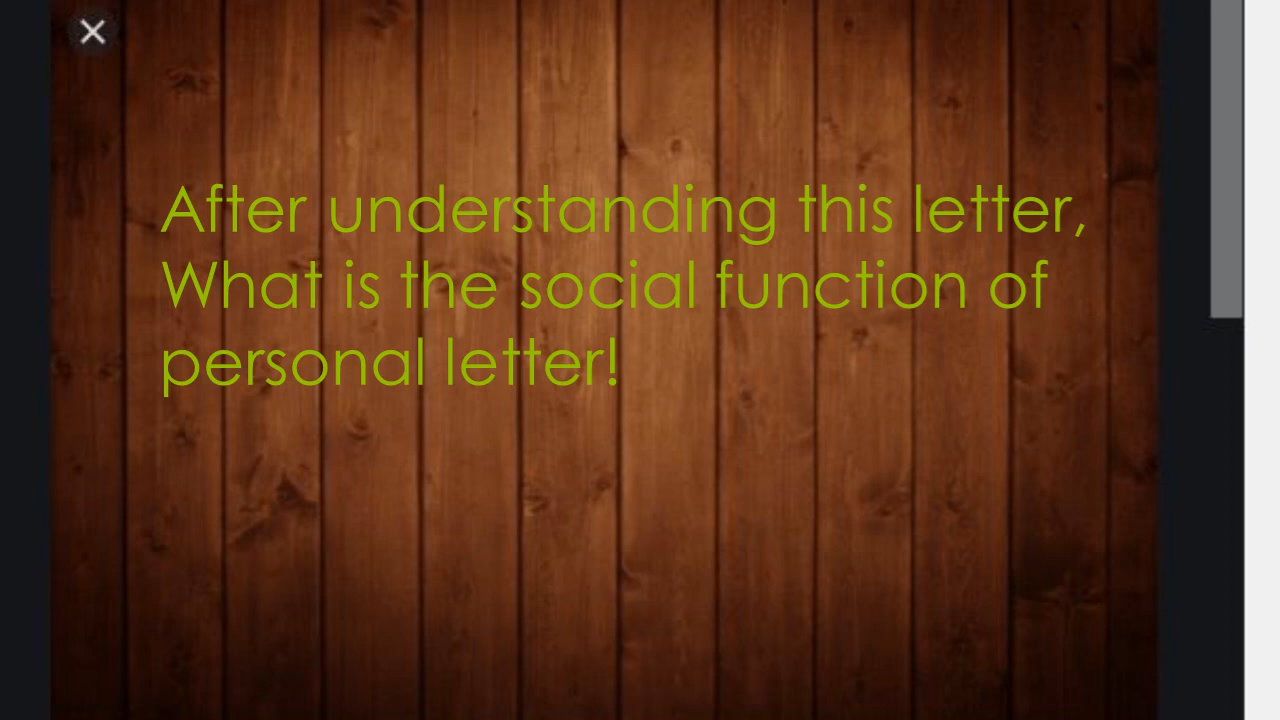 After understanding this letter,
What is the social function of
personal letter!